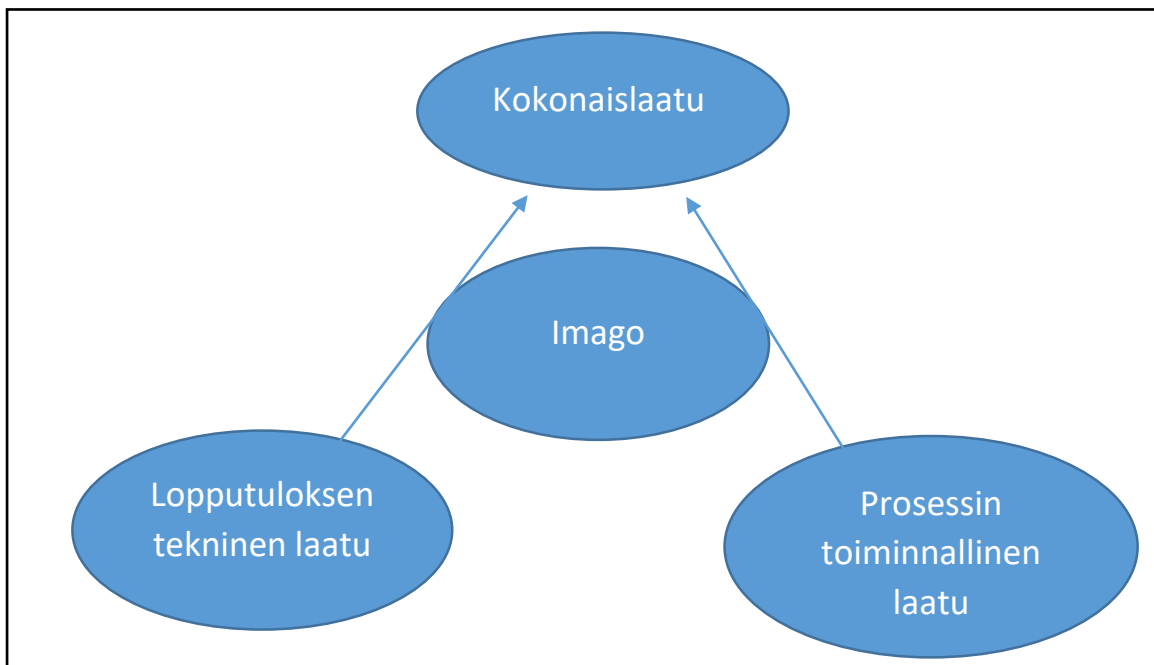 Kokonaislaatu
Imago
Lopputuloksen
tekninen laatu
Prosessin
toiminnallinen
laatu